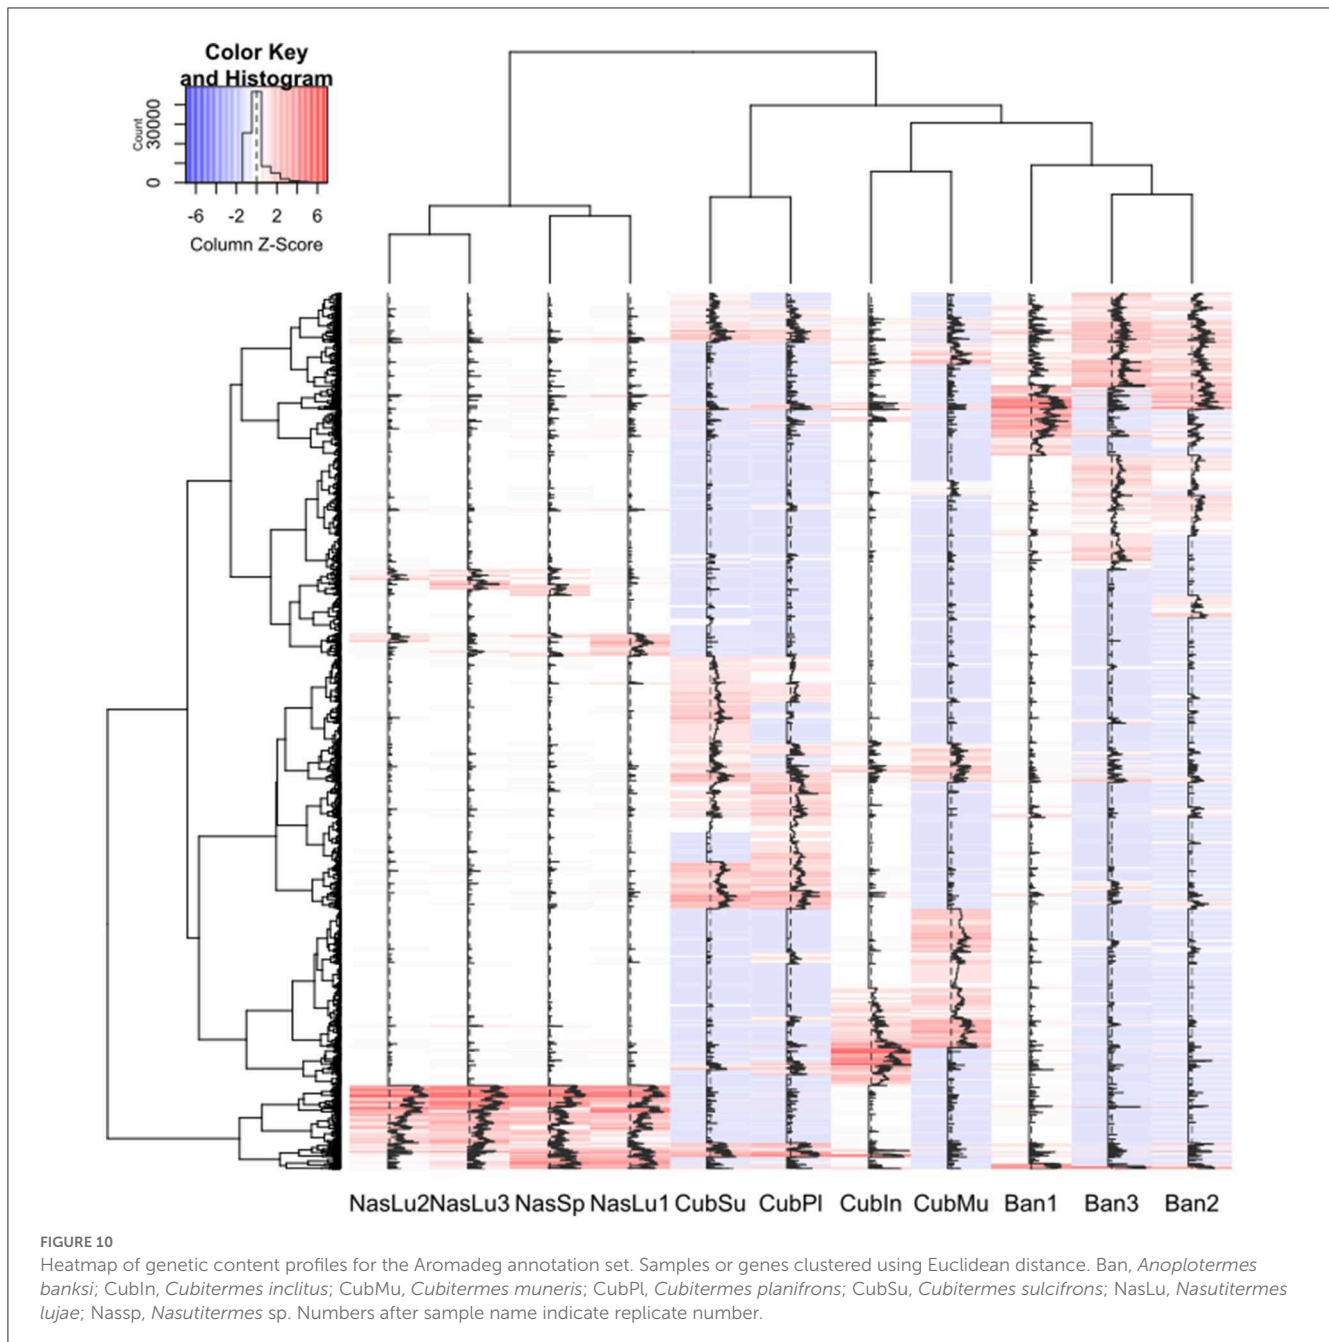 Color Key
and Histogram
Count
0 30000
-6 -2 2 6
Column Z-Score
NasLu2 NasLu3 NasSp NasLu1 CubSu CubPl CubIn CubMu Ban1 Ban3 Ban2
FIGURE 10
Heatmap of genetic content profiles for the Aromadeg annotation set. Samples or genes clustered using Euclidean distance. Ban, Anoplotermes
banksi; CubIn, Cubitermes inclitus; CubMu, Cubitermes muneris; CubPl, Cubitermes planifrons; CubSu, Cubitermes sulcifrons; NasLu, Nasutitermes
lujae; Nassp, Nasutitermes sp. Numbers after sample name indicate replicate number.